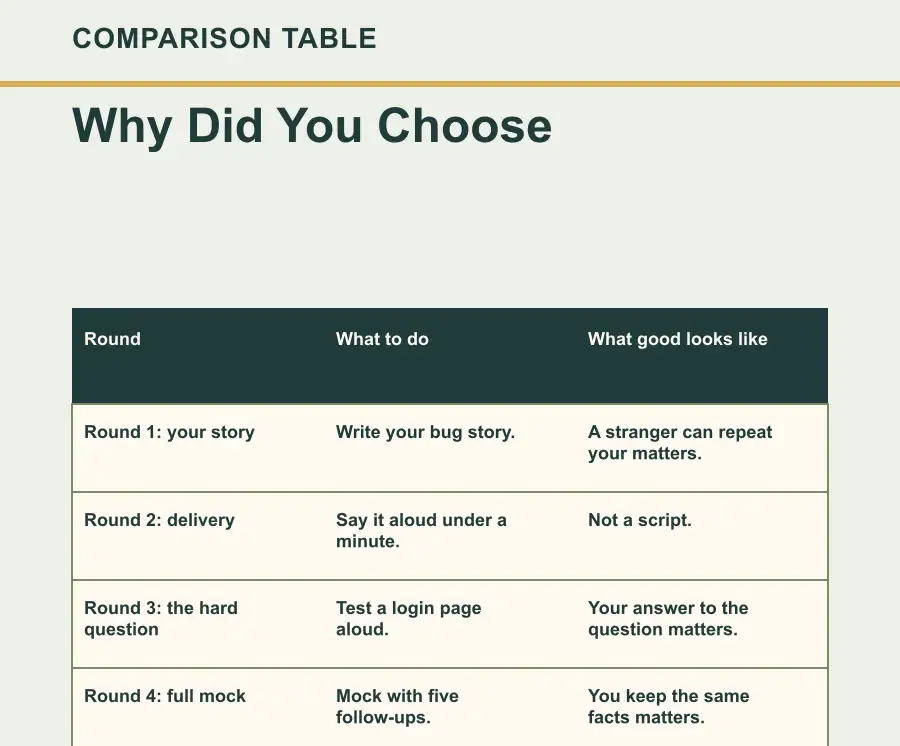 COMPARISON TABLE
Why Did You Choose
Round
What to do
What good looks like
Round 1: your story
Write your bug story.
A stranger can repeat
your matters.
Round 2: delivery
Say it aloud under a
minute.
Not a script.
Round 3: the hard
question
Test a login page
aloud.
Your answer to the
question matters.
Round 4: full mock
Mock with five
follow-ups.
You keep the same
facts matters.